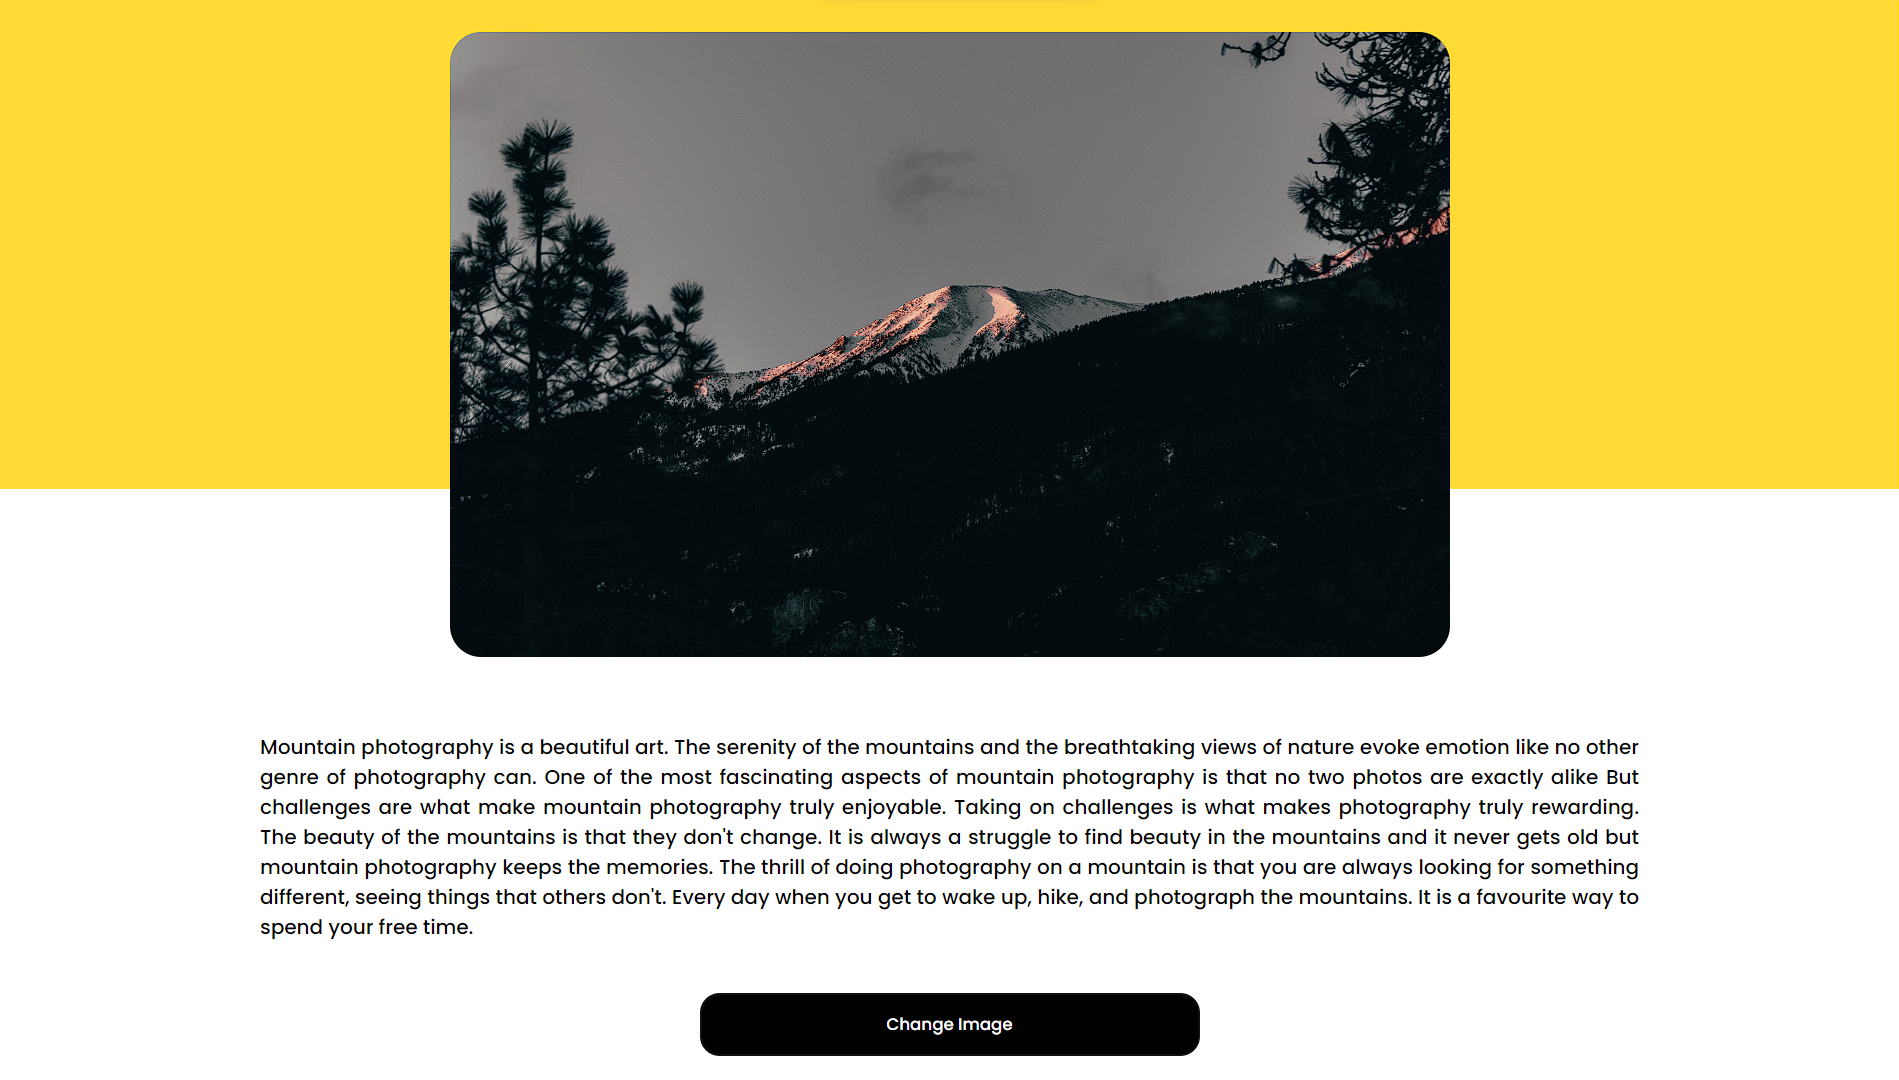 Mountain photography is a beautiful art. The serenity of the mountains and the breathtaking views of nature evoke emotion like no other
genre of photography can. One of the most fascinating aspects of mountain photography is that no two photos are exactly alike But
challenges are what make mountain photography truly enjoyable. Taking on challenges is what makes photography truly rewarding.
The beauty of the mountains is that they don't change. It is always a struggle to find beauty in the mountains and it never gets old but
mountain photography keeps the memories. The thrill of doing photography on a mountain is that you are always looking for something
different, seeing things that others don't. Every day when you get to wake up, hike, and photograph the mountains. It is a favourite way to
spend your free time.
Change Image